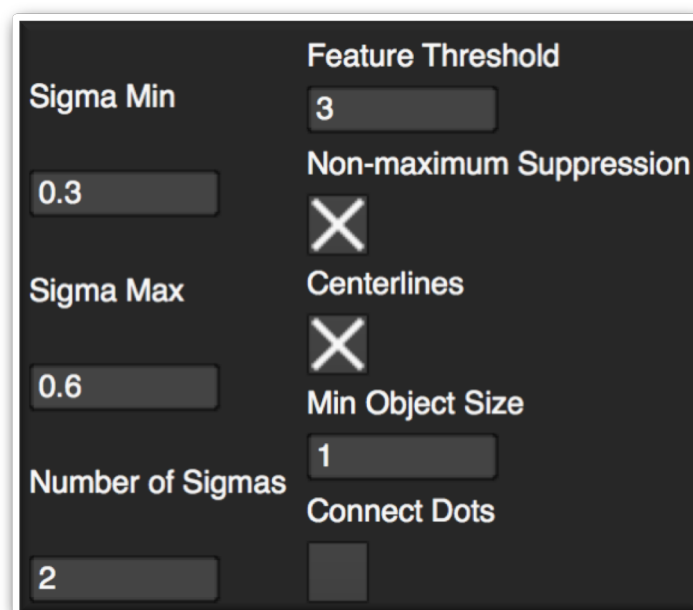 Sigma Min
0.3
Sigma Max
0.6
Number of Sigmas
2
Feature Threshold
3
Non-maximum Suppression
Centerlines
Min Object Size
1
Connect Dots